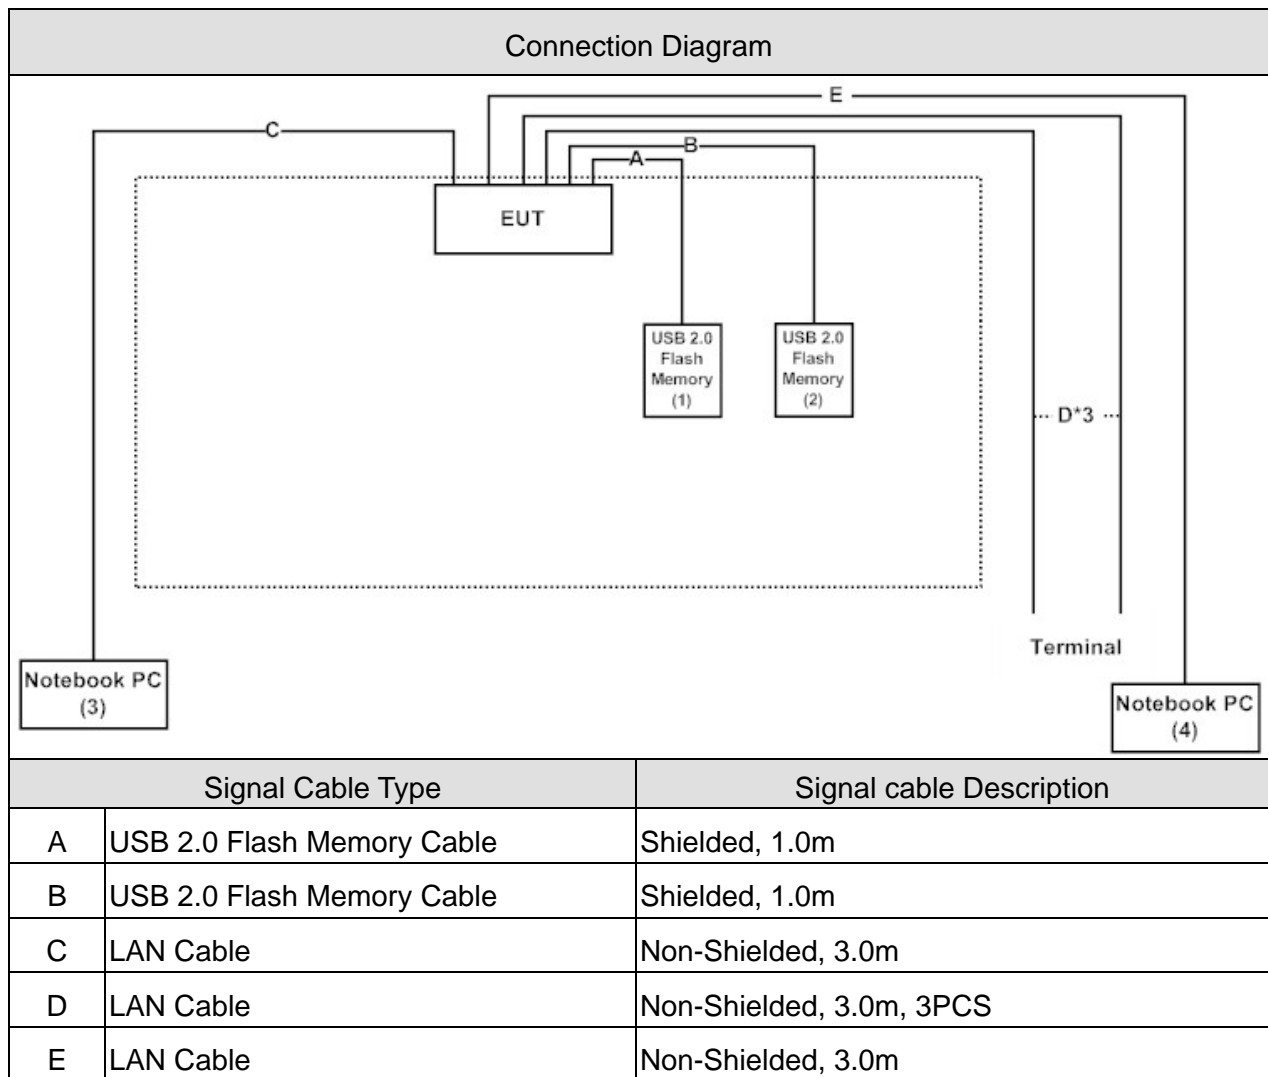 Connection Diagram
E
C
B
A
EUT
USB 2.0
Flash
Memory
(1)
USB 2.0
Flash
Memory
(2)
... D*3 ...
Terminal
Notebook PC
(3)
Notebook PC
(4)
Signal Cable Type Signal cable Description
A USB 2.0 Flash Memory Cable Shielded, 1.0m
B USB 2.0 Flash Memory Cable Shielded, 1.0m
C LAN Cable Non-Shielded, 3.0m
D LAN Cable Non-Shielded, 3.0m, 3PCS
E LAN Cable Non-Shielded, 3.0m